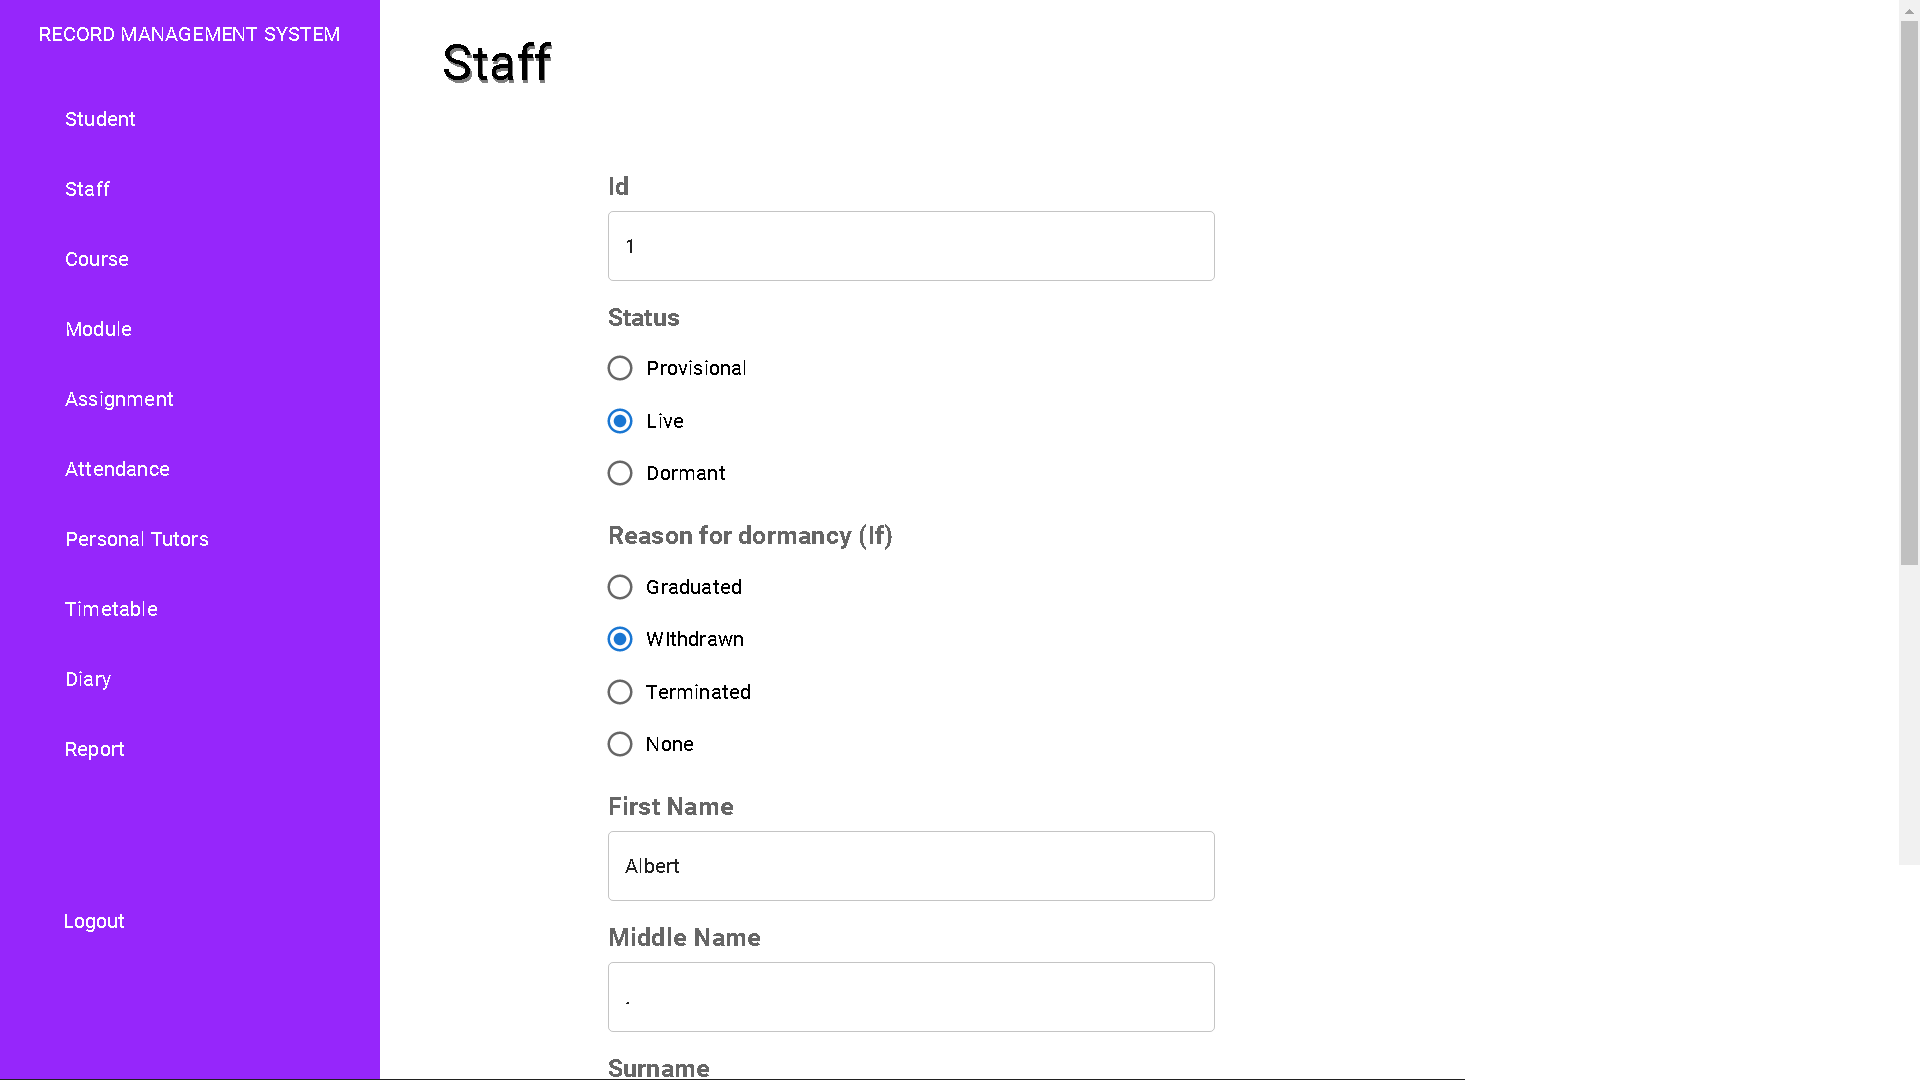 RECORD MANAGEMENT SYSTEM
Student
Staff
Course
Module
Assignment
Attendance
Personal Tutors
Timetable
Diary
Report
Logout
Staff
Id
1
Status
Provisional
Live
Dormant
Reason for dormancy (If)
Graduated
WIthdrawn
Terminated
None
First Name
Albert
Middle Name
.
Surname